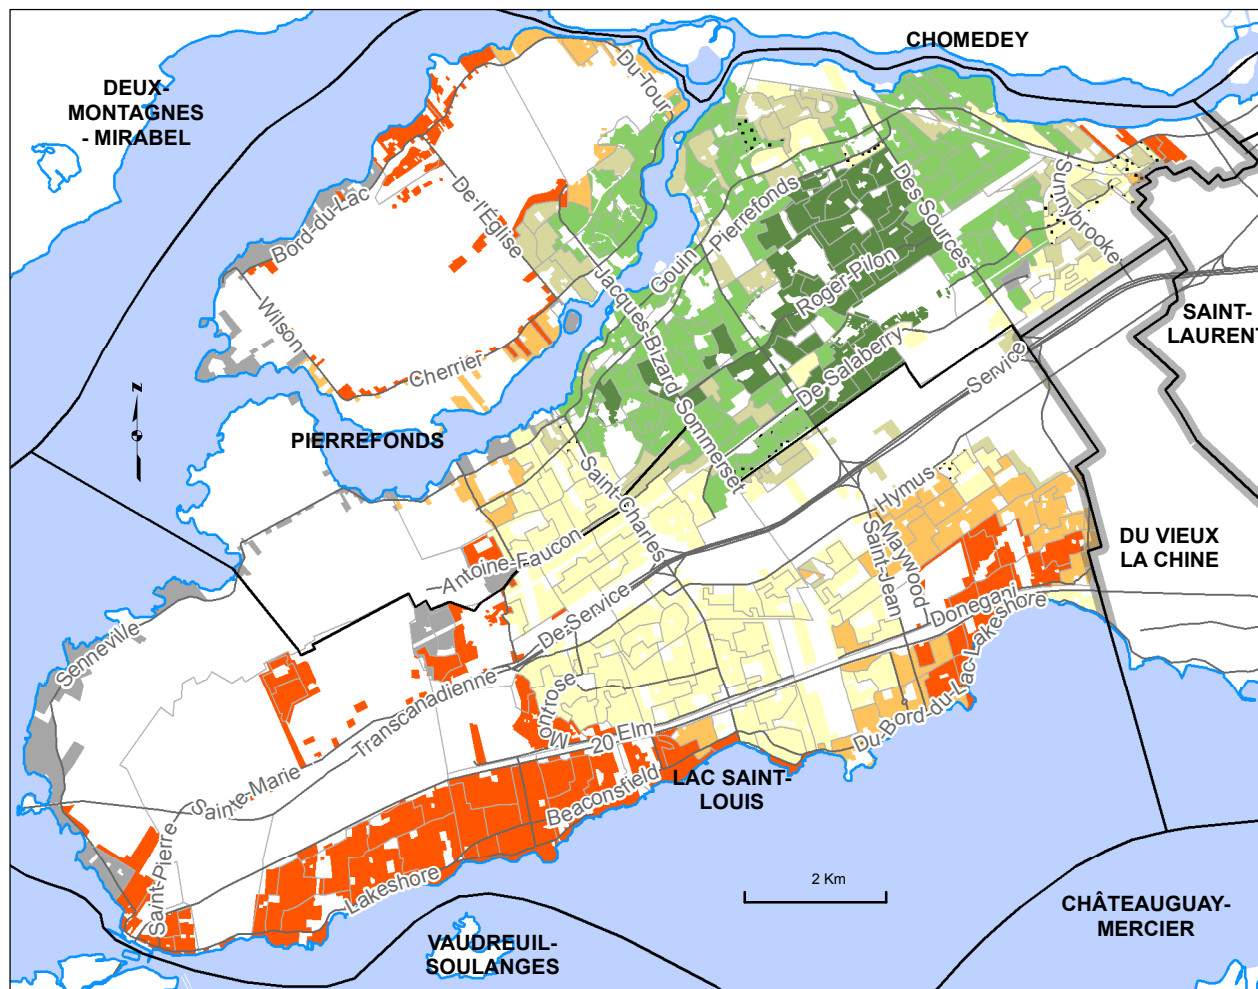 CHOMEDEY
DEUX-
MONTAGNES
- MIRABEL
Du Tour
Bord-du-Lac
De l'Église
Wilson
Cherrier
Jacques-Bizard
Sommerset
Gouin
Pierrefonds
Roger-Pilon
Des Sources
Sunnybrooke
De Salaberry
Service
SAINT-
LAURENT
N
PIERREFONDS
Saint-Charles
Antoine-Faucon
Hymus
Maywood
Saint-Jean
DU VIEUX
LA CHINE
Senneville
De Service
Donegani
Transcanadienne
Montrose
20
Elm
Du Bord-du-Lac
Lakeshore
Sainte-Marie
Saint-Pierre
Beaconsfield
LAC SAINT-
LOUIS
Lakeshore
2 Km
VAUDREUIL-
SOULANGES
CHÂTEAUGUAY-
MERCIER